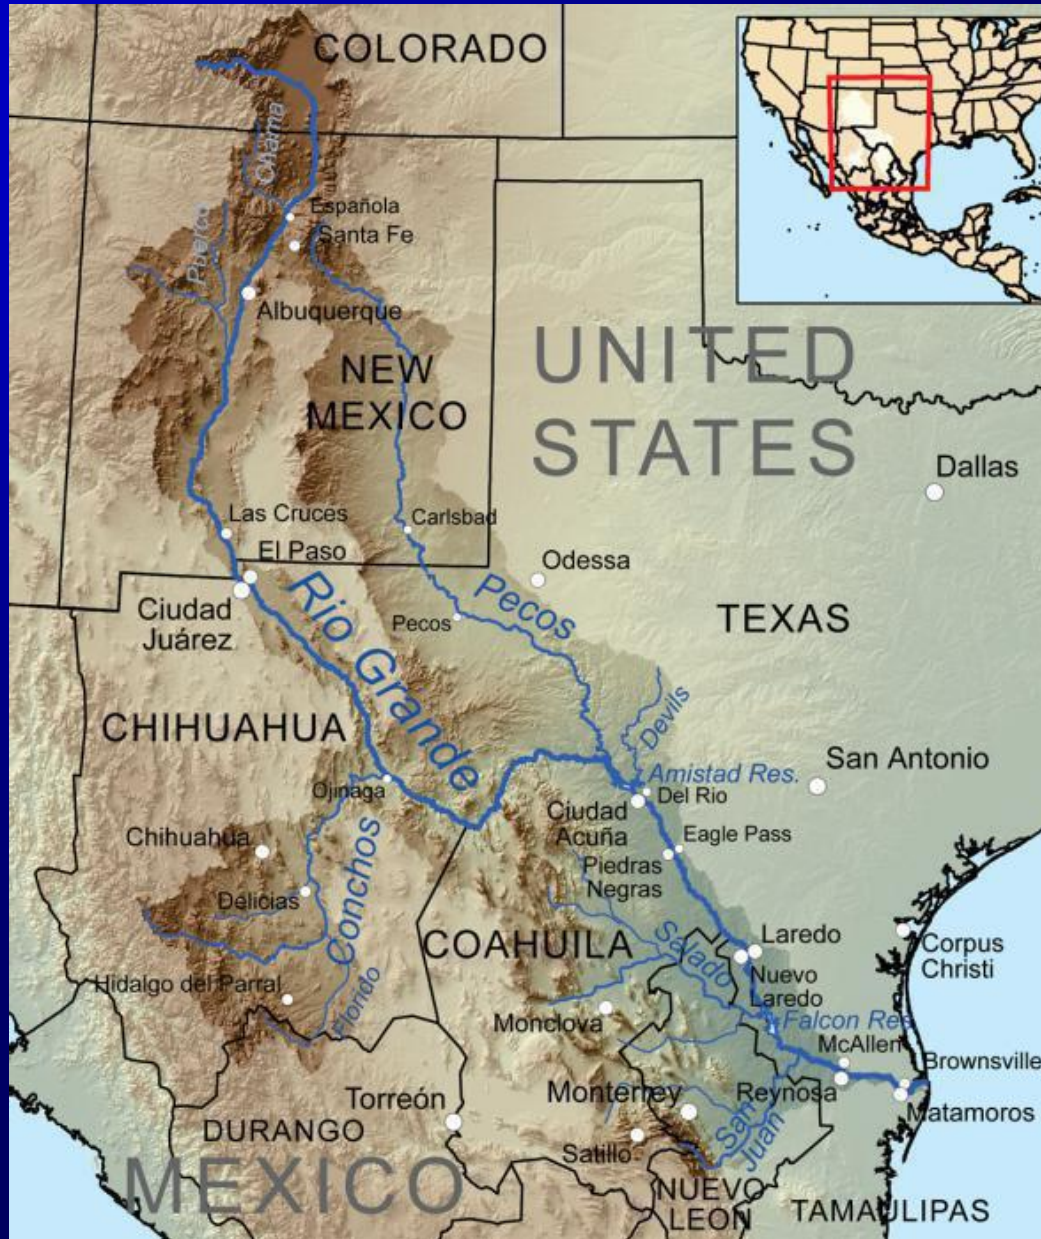 COLORADO
Chama
Española
Santa Fe
Puerco
Albuquerque
NEW
MEXICO
UNITED
STATES
Dallas
Las Cruces
Carlsbad
El Paso
Odessa
Ciudad
Juárez
Rio Grande
Pecos
Pecos
TEXAS
CHIHUAHUA
Devils
San Antonio
Amistad Res.
Ojinaga
Del Rio
Ciudad
Acuña
Chihuahua
Eagle Pass
Piedras
Negras
Delicias
Conchos
COAHUILA
Salado
Laredo
Corpus
Christi
Nuevo
Laredo
Hidalgo del Parral
Florido
Monclova
Falcon Res
McAllen
Brownsville
Torreón
Monterrey
Reynosa
Matamoros
DURANGO
Satillo
San
Juan
MEXICO
NUEVO
LEON
TAMAULIPAS